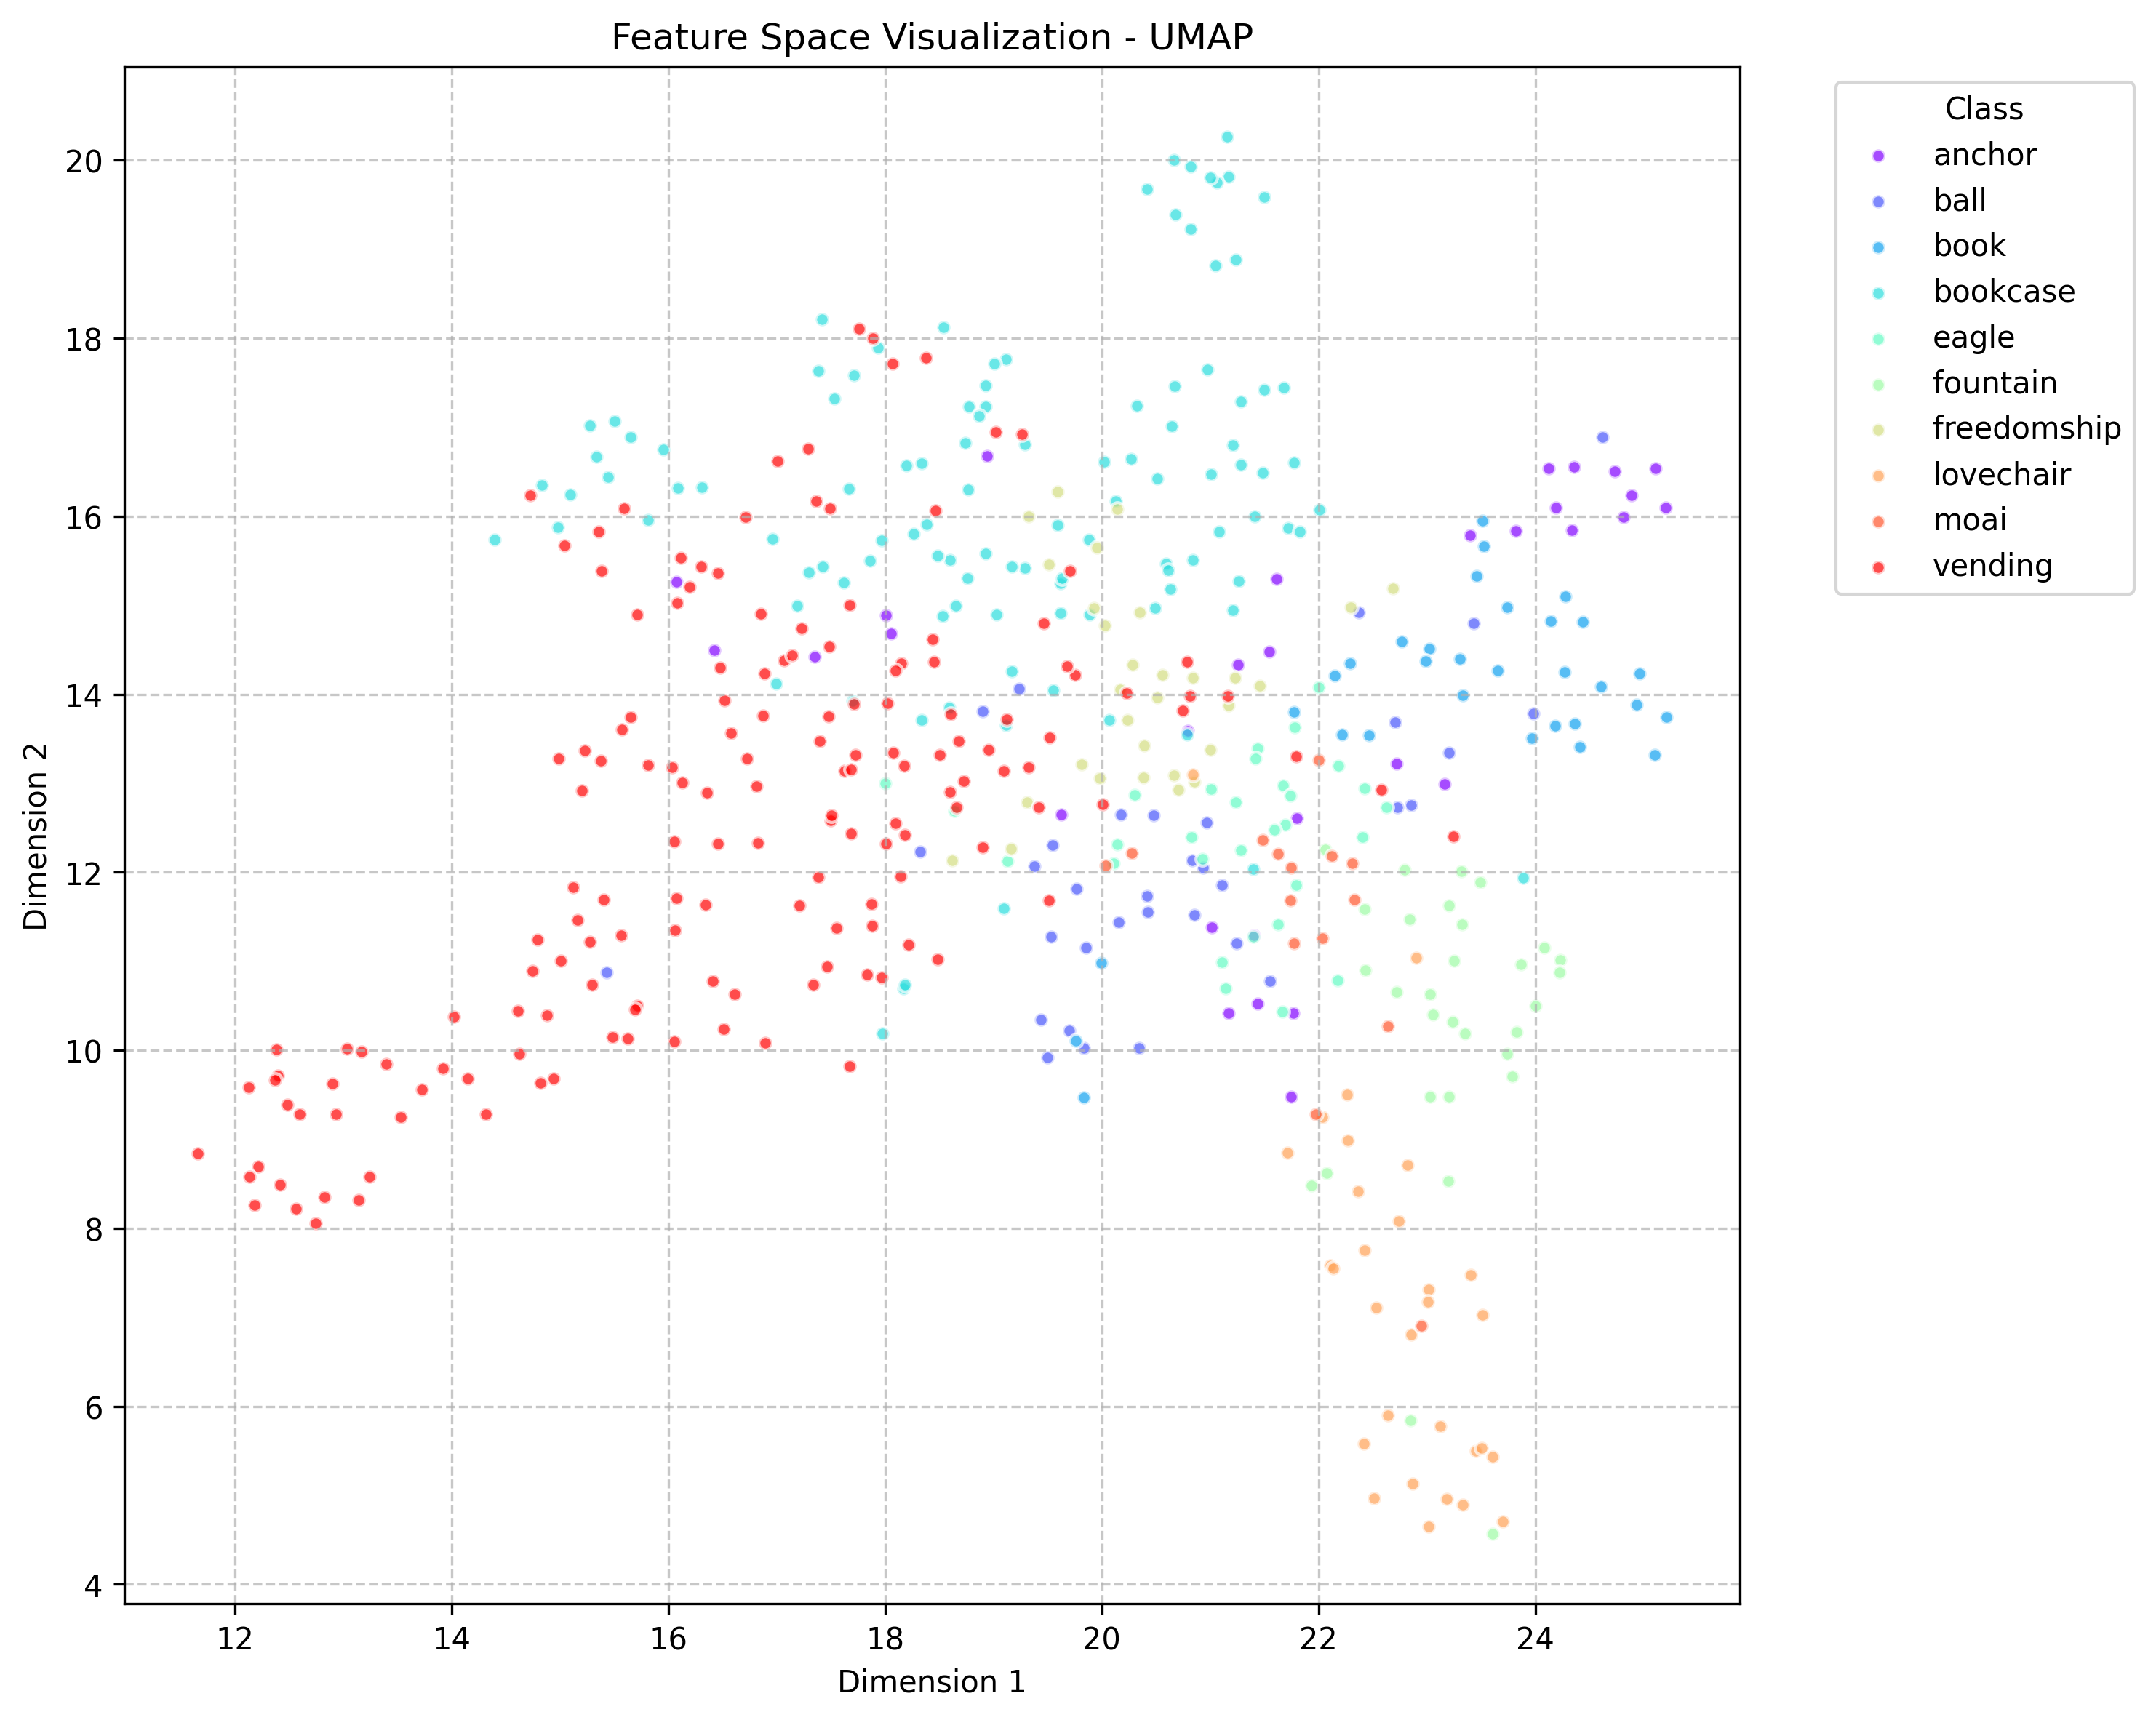 Feature Space Visualization - UMAP
Class
anchor
ball
book
bookcase
eagle
fountain
freedomship
lovechair
moai
vending
20
18
16
14
12
10
8
6
4
Dimension 2
12 14 16 18 20 22 24
Dimension 1